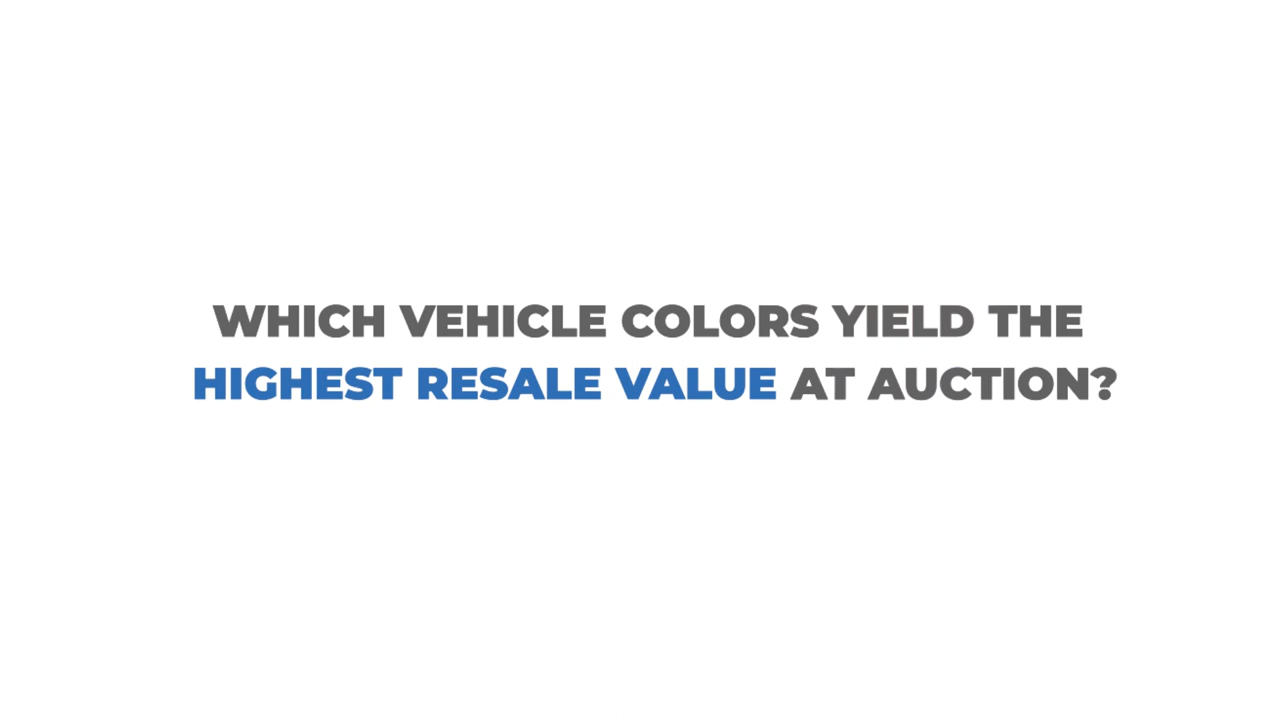 WHICH VEHICLE COLORS YIELD THE
HIGHEST RESALE VALUE AT AUCTION?